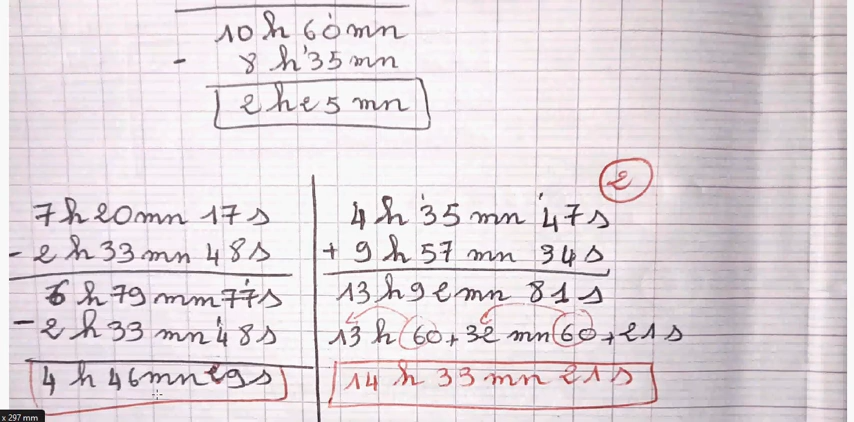 10 h 60 mn
- 8 h 35 mn
2 h 25 mn
2
7 h 20 mn 17 s
- 2 h 33 mn 48 s
6 h 79 mn 77 s
- 2 h 33 mn 48 s
4 h 46 mn 29 s
4 h 35 mn 47 s
+ 9 h 57 mn 34 s
13 h 92 mn 81 s
13 h 60 + 32 mn 60 + 21 s
14 h 33 mn 21 s
x 297 mm